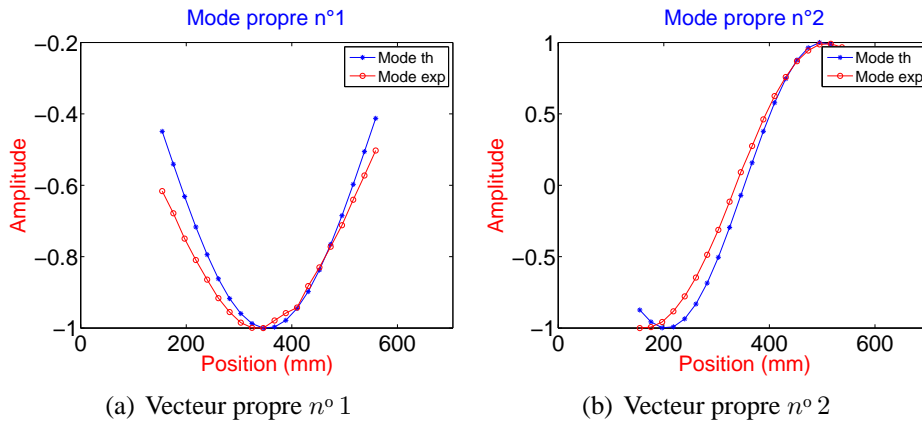 Mode propre n°1
−0.2
−0.4
−0.6
−0.8
−1
0
200
400
600
Amplitude
Position (mm)
Mode th
Mode exp
(a) Vecteur propre nº 1
Mode propre n°2
1
0.5
0
−0.5
−1
0
200
400
600
Amplitude
Position (mm)
Mode th
Mode exp
(b) Vecteur propre nº 2